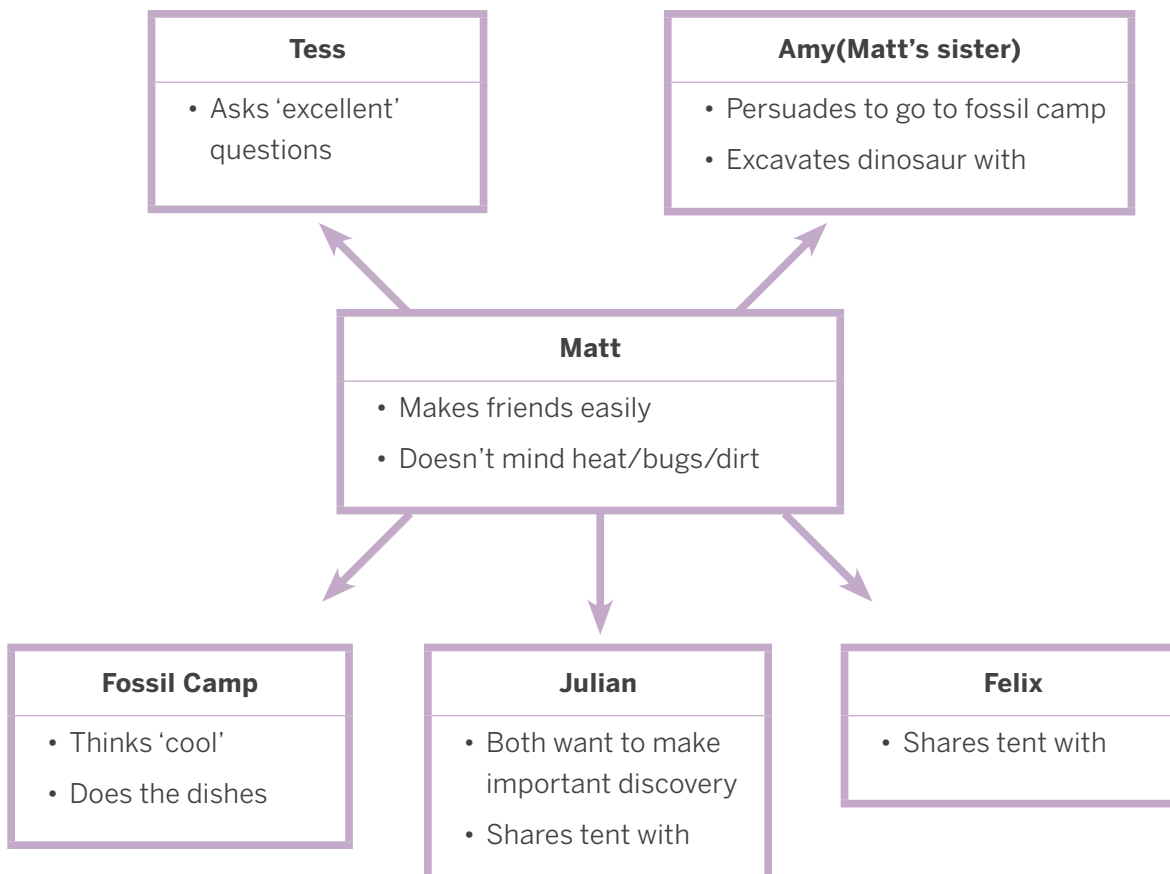 Tess
• Asks ‘excellent’
questions
Amy(Matt’s sister)
• Persuades to go to fossil camp
• Excavates dinosaur with
Matt
• Makes friends easily
• Doesn’t mind heat/bugs/dirt
Fossil Camp
• Thinks ‘cool’
• Does the dishes
Julian
• Both want to make
important discovery
• Shares tent with
Felix
• Shares tent with